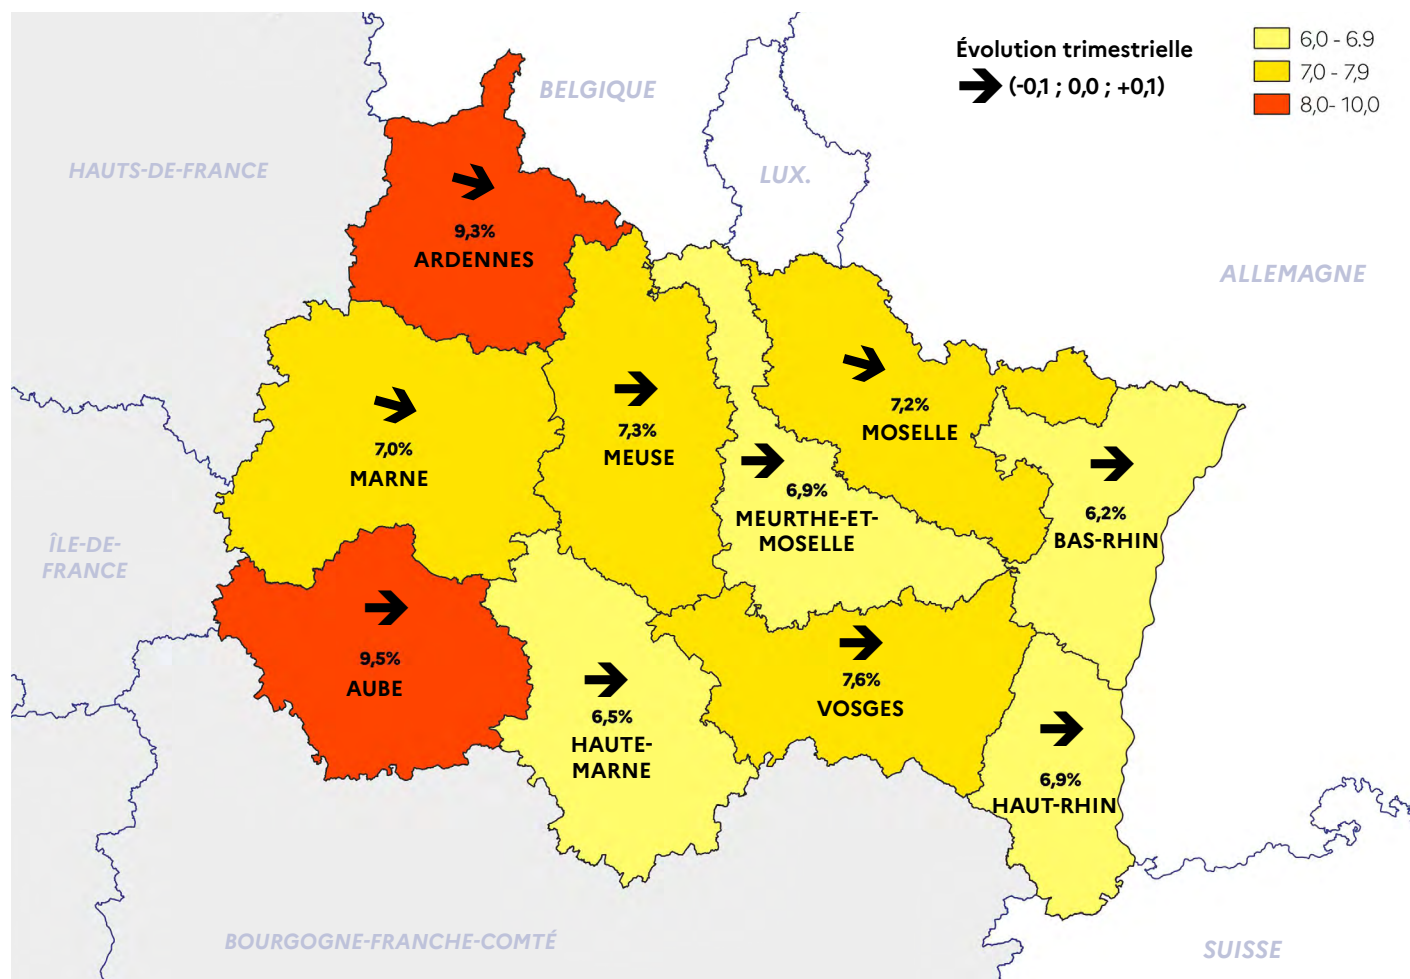 Évolution trimestrielle
(-0,1 ; 0,0 ; +0,1)
6,0 - 6.9
7,0 - 7,9
8,0- 10,0
BELGIQUE
HAUTS-DE-FRANCE
LUX.
ALLEMAGNE
9,3%
ARDENNES
7,0%
MARNE
7,3%
MEUSE
7,2%
MOSELLE
6,9%
MEURTHE-ET-
MOSELLE
6,2%
BAS-RHIN
ÎLE-DE-
FRANCE
9,5%
AUBE
6,5%
HAUTE-
MARNE
7,6%
VOSGES
6,9%
HAUT-RHIN
BOURGOGNE-FRANCHE-COMTÉ
SUISSE